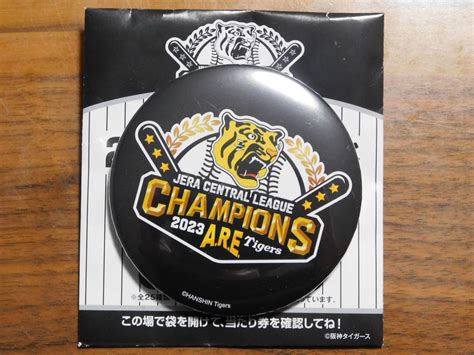 JERA CENTRAL LEAGUE
CHAMPIONS
2023 A.R.E. Tigers
©HANSHIN Tigers
この場で袋を開けて、当たり券を確認してね!
©阪神タイガース